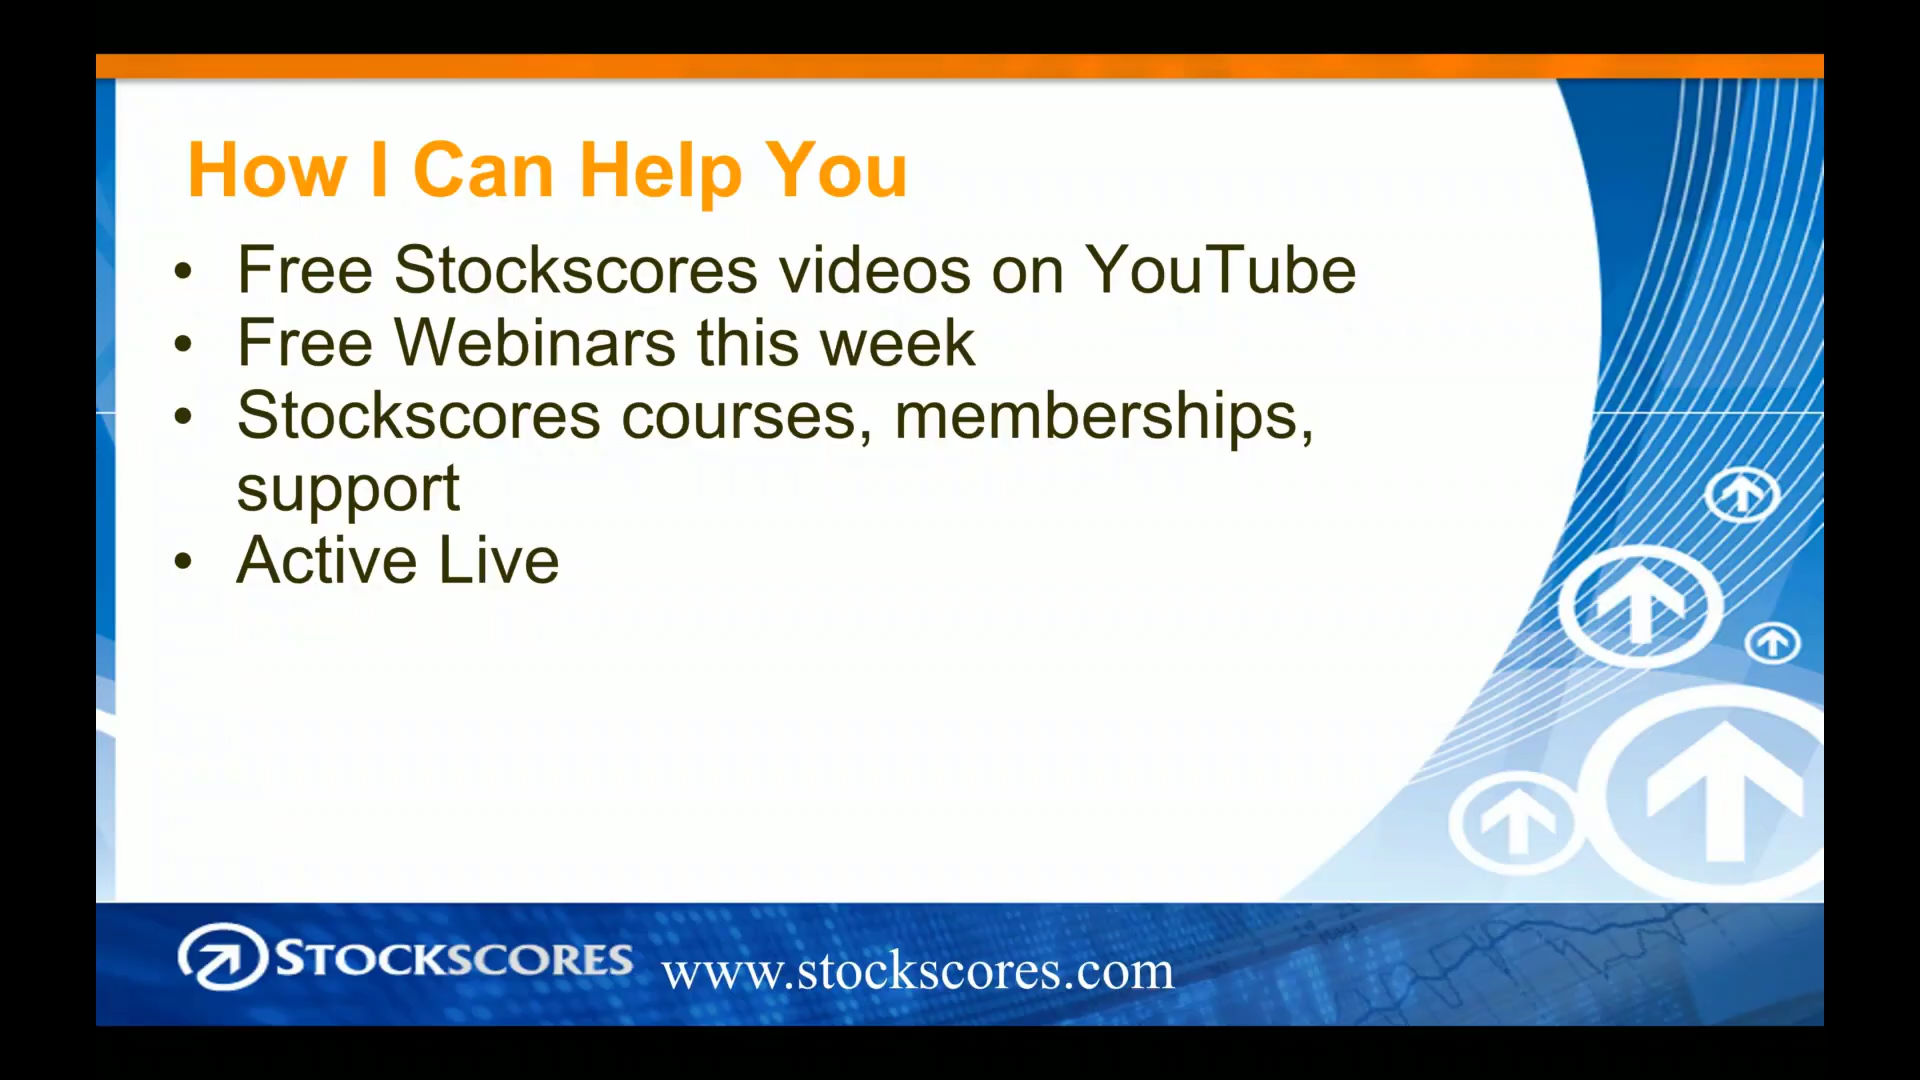 How I Can Help You
• Free Stockscores videos on YouTube
• Free Webinars this week
• Stockscores courses, memberships,
support
• Active Live
STOCKSCORES www.stockscores.com